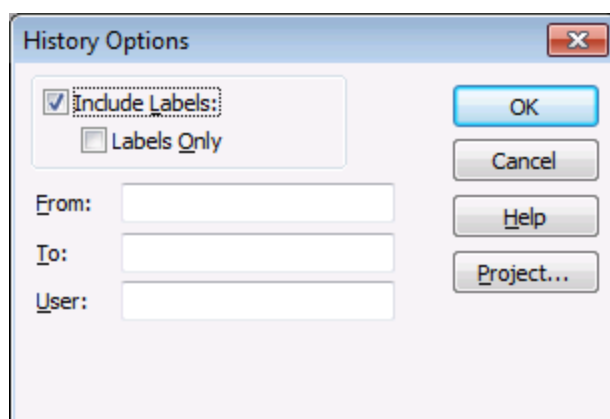 History Options
Include Labels:
Labels Only
OK
Cancel
From:
Help
To:
Project...
User: